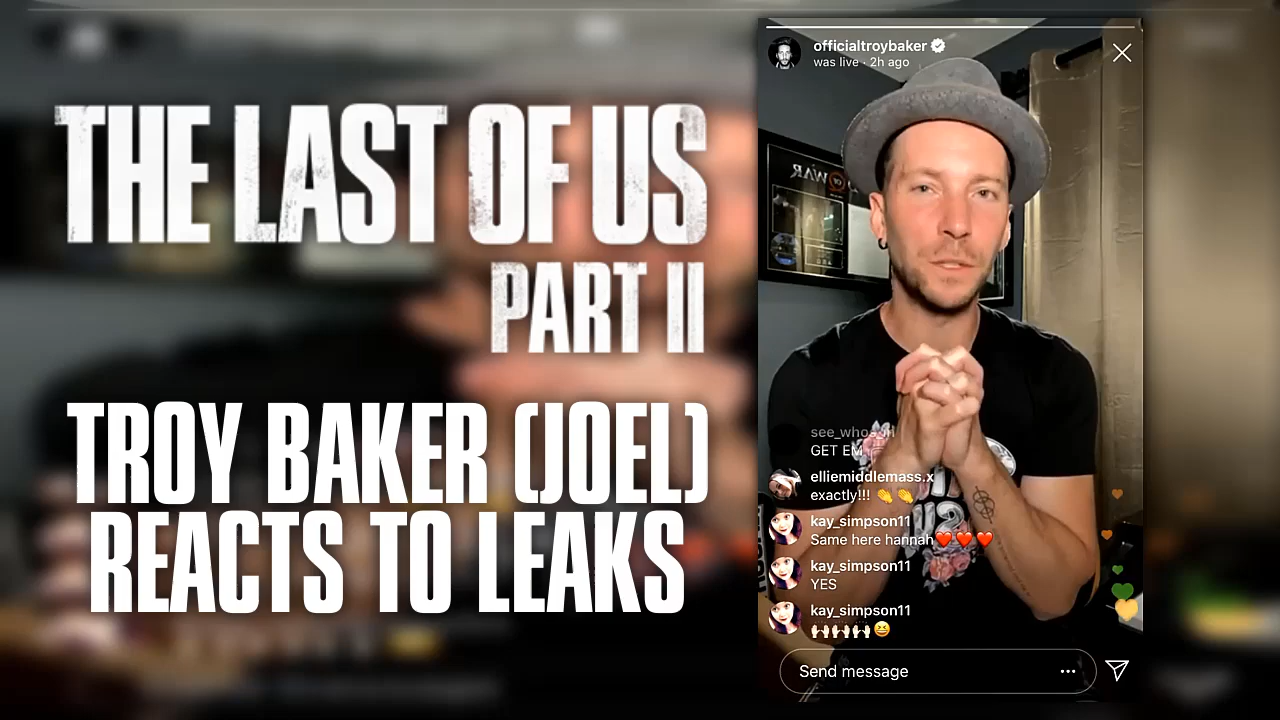 THE LAST OF US
PART II
TROY BAKER (JOEL)
REACTS TO LEAKS
officialtroybaker
was live · 2h ago
WAR
GET EM
elliemiddlemass.x
exactly!!! 👏👏
kay_simpson11
Same here hannah❤️❤️❤️
kay_simpson11
YES
kay_simpson11
🙌🏻🙌🏻🙌🏻🙌🏻😆
Send message